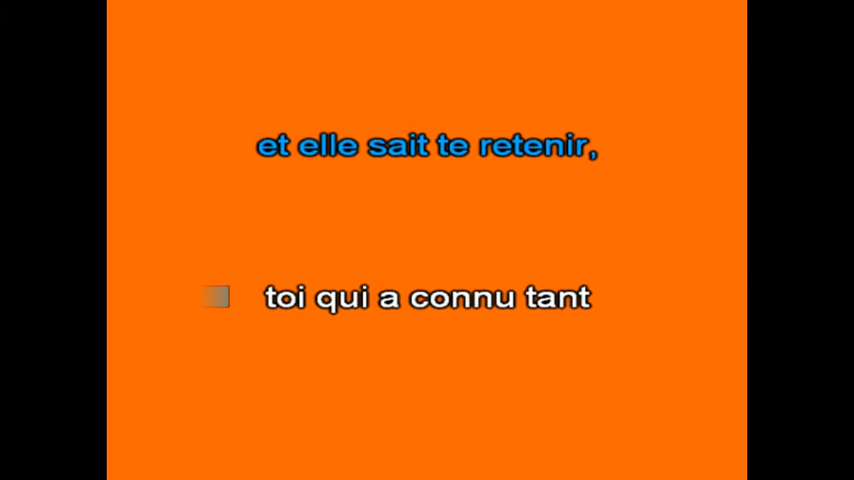 et elle sait te retenir,
toi qui a connu tant